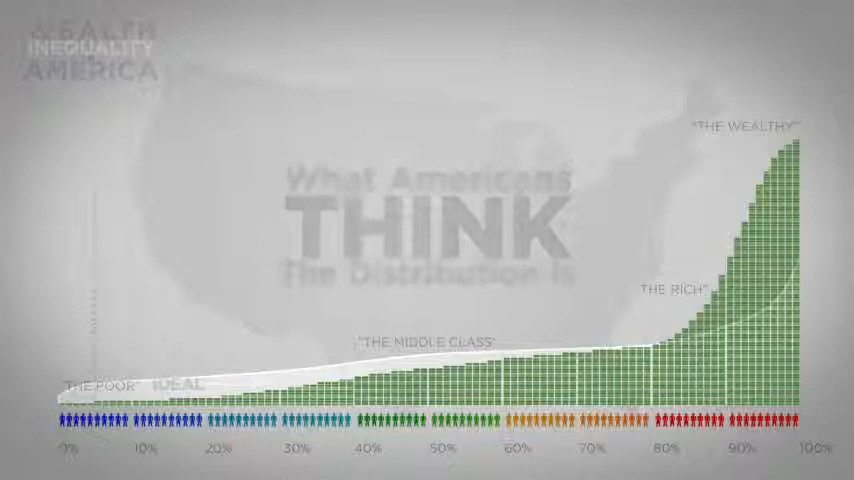 WEALTH
INEQUALITY
AMERICA
"THE WEALTHY"
What Americans
THINK
The Distribution Is
THE RICH"
"THE MIDDLE CLASS"
"THE POOR" IDEAL
0% 10% 20% 30% 40% 50% 60% 70% 80% 90% 100%